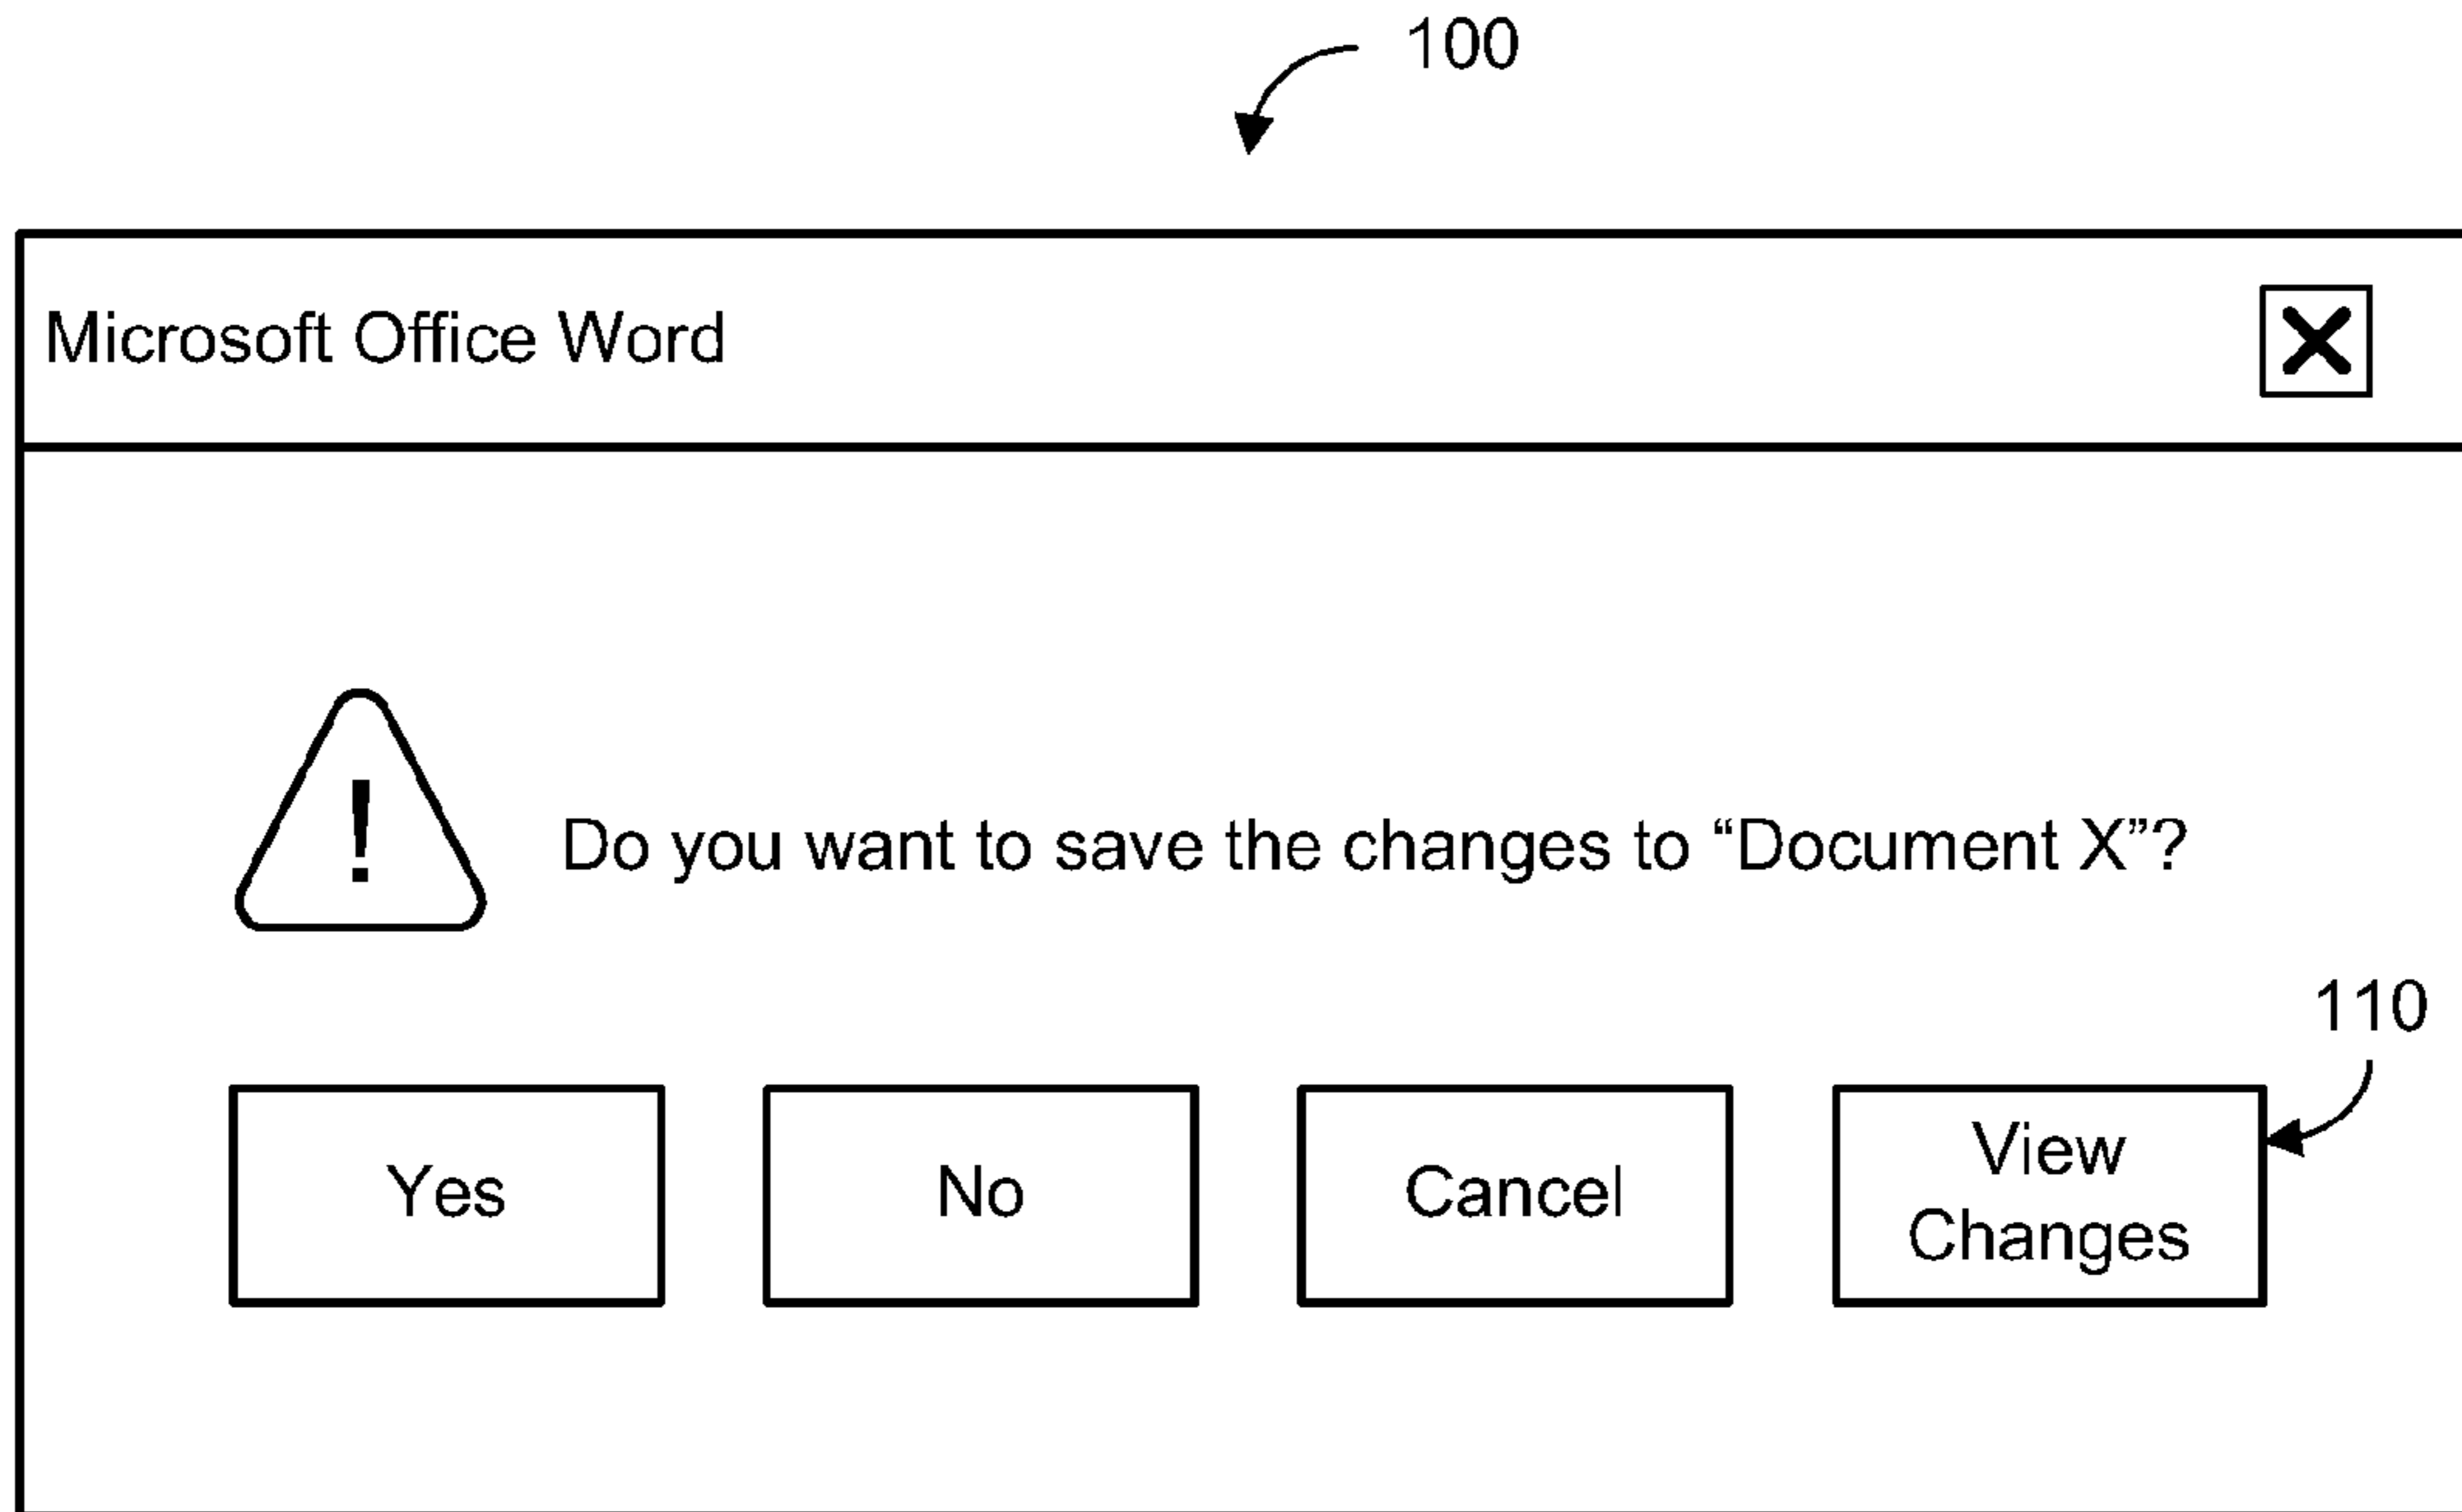 100
Microsoft Office Word
!
Do you want to save the changes to “Document X”?
110
Yes
No
Cancel
View
Changes